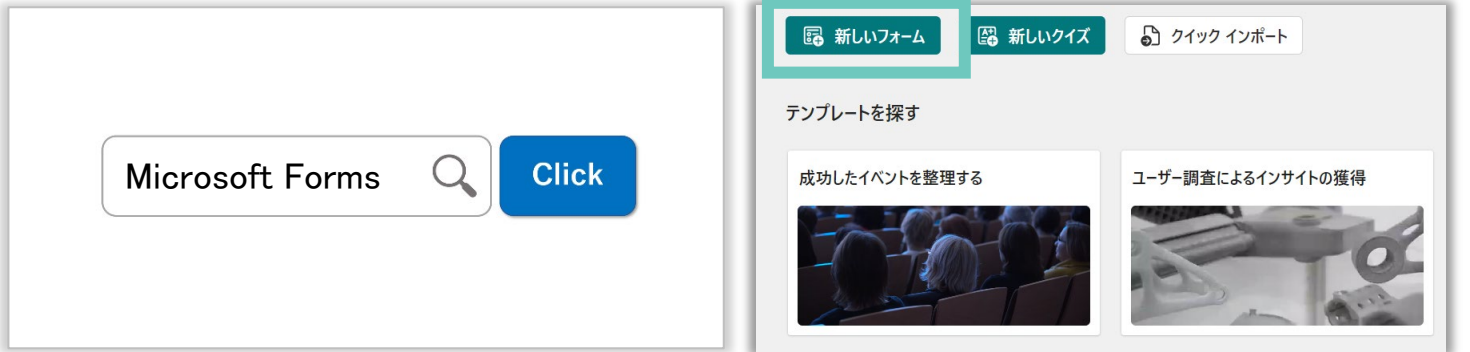 Microsoft Forms
Click
新しいフォーム
新しいクイズ
クイック インポート
テンプレートを探す
成功したイベントを整理する
ユーザー調査によるインサイトの獲得